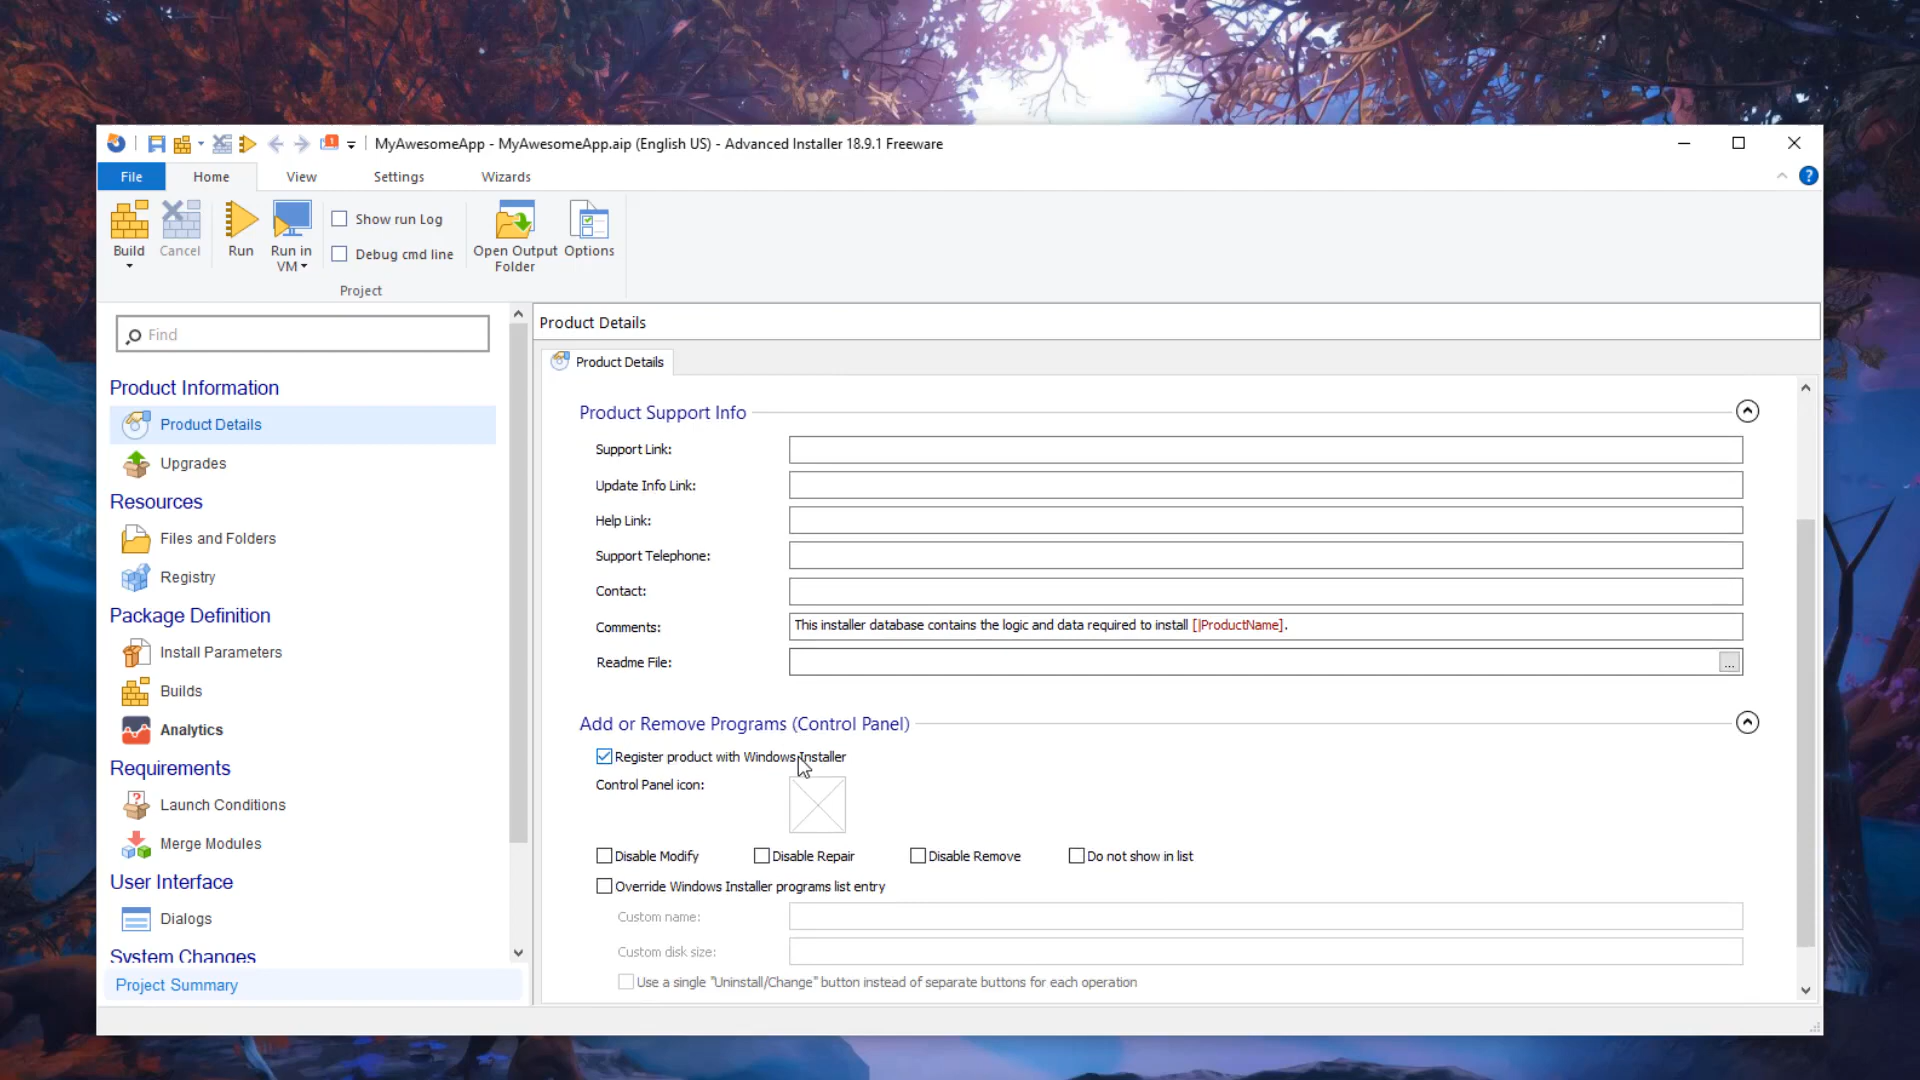 MyAwesomeApp - MyAwesomeApp.aip (English US) - Advanced Installer 18.9.1 Freeware
File
Home
View
Settings
Wizards
?
Build
Cancel
Run
Run in
VM
Show run Log
Debug cmd line
Open Output
Folder
Options
Project
Find
Product Information
Product Details
Upgrades
Resources
Files and Folders
Registry
Package Definition
Install Parameters
Builds
Analytics
Requirements
Launch Conditions
Merge Modules
User Interface
Dialogs
System Changes
Project Summary
Product Details
Product Details
Product Support Info
Support Link:
Update Info Link:
Help Link:
Support Telephone:
Contact:
Comments:
This installer database contains the logic and data required to install [|ProductName].
Readme File:
...
Add or Remove Programs (Control Panel)
Register product with Windows Installer
Control Panel icon:
Disable Modify
Disable Repair
Disable Remove
Do not show in list
Override Windows Installer programs list entry
Custom name:
Custom disk size:
Use a single "Uninstall/Change" button instead of separate buttons for each operation